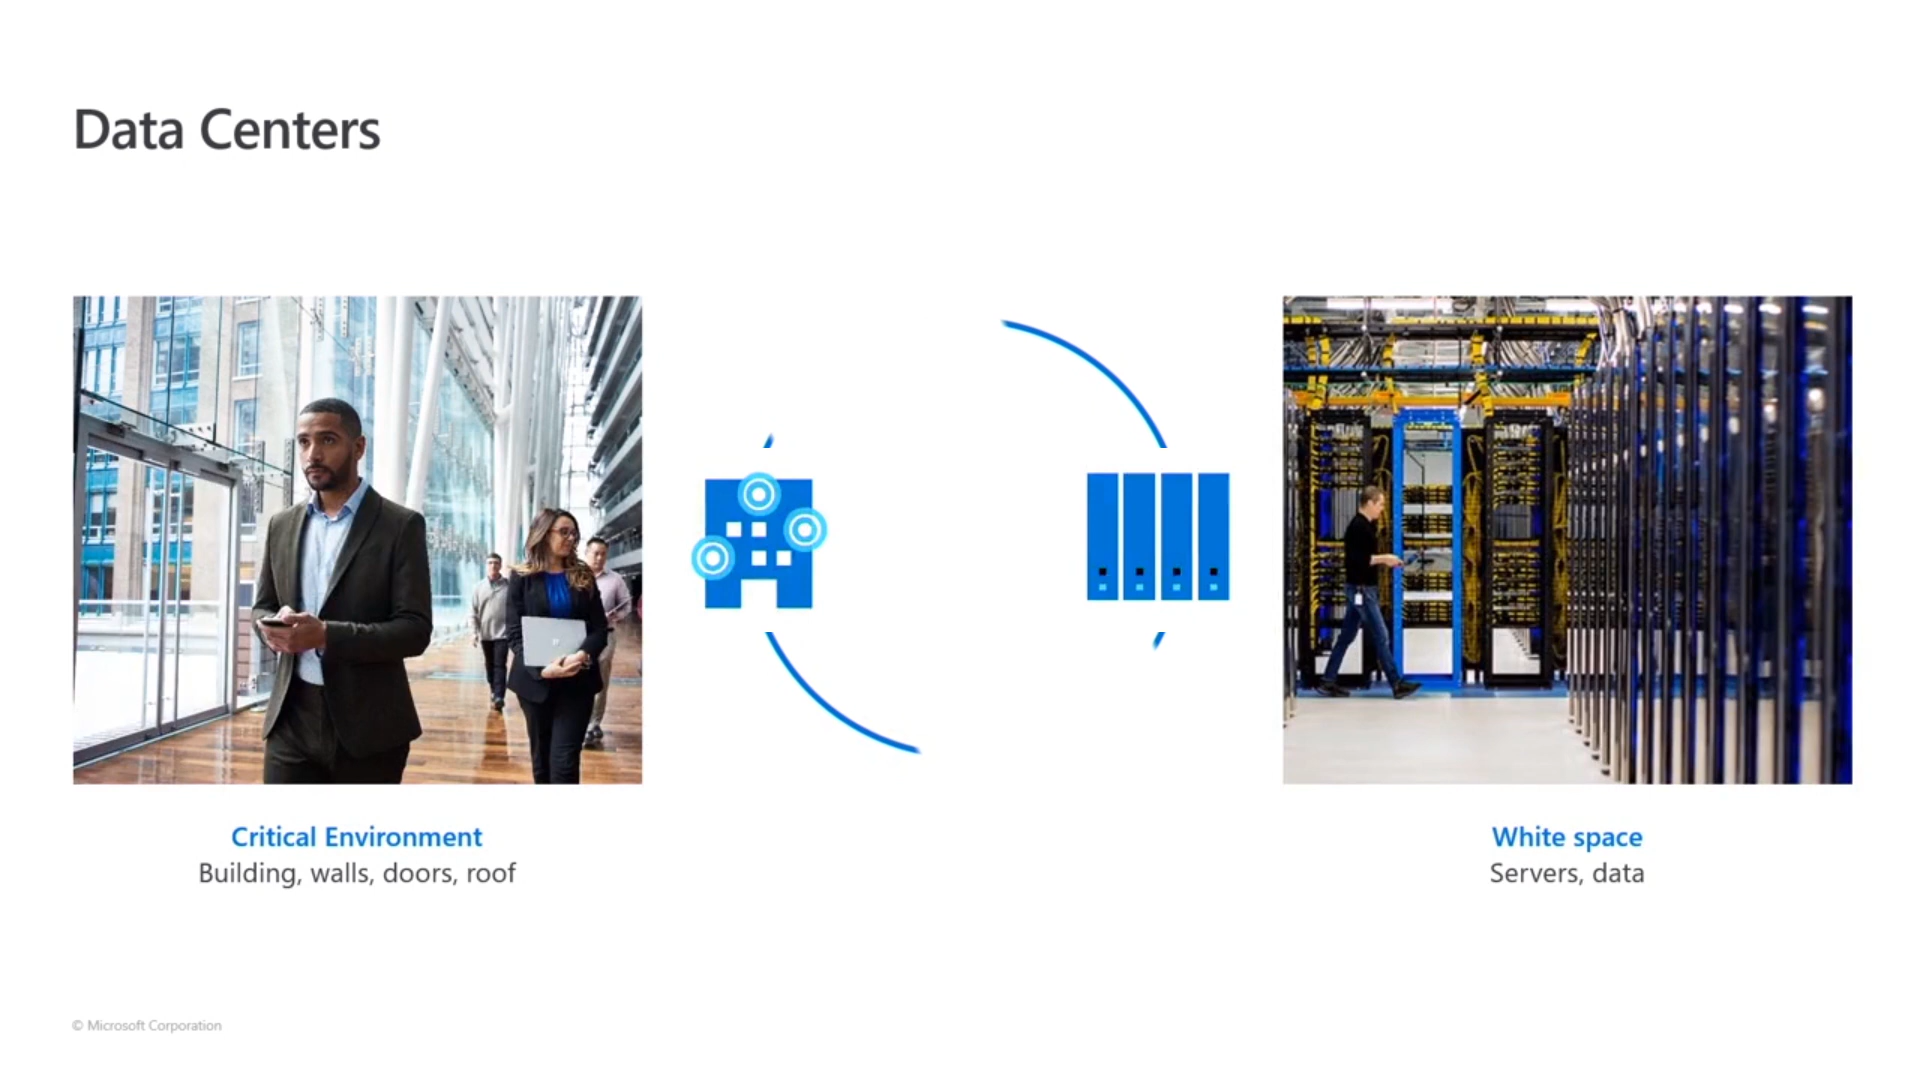 Data Centers
Critical Environment
Building, walls, doors, roof
White space
Servers, data
© Microsoft Corporation